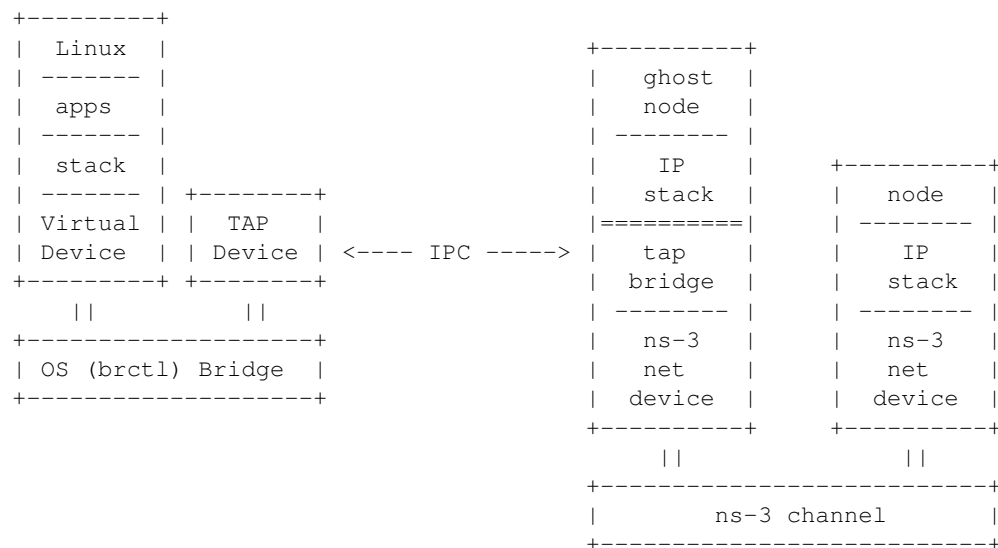 +---------+
|  Linux  |                             +----------+
| ------- |                             |   ghost  |
|  apps   |                             |   node   |
| ------- |                             | -------- |
|  stack  |                             |    IP    |     +----------+
| ------- | +--------+                  |   stack  |     |   node   |
| Virtual | |  TAP   |                  |==========|     | -------- |
| Device  | | Device | <---- IPC -----> |   tap    |     |    IP    |
+---------+ +--------+                  |  bridge  |     |   stack  |
    ||          ||                      | -------- |     | -------- |
+--------------------+                  |   ns-3   |     |   ns-3   |
| OS (brctl) Bridge  |                  |   net    |     |   net    |
+--------------------+                  |  device  |     |  device  |
                                        +----------+     +----------+
                                             ||               ||
                                        +---------------------------+
                                        |        ns-3 channel       |
                                        +---------------------------+